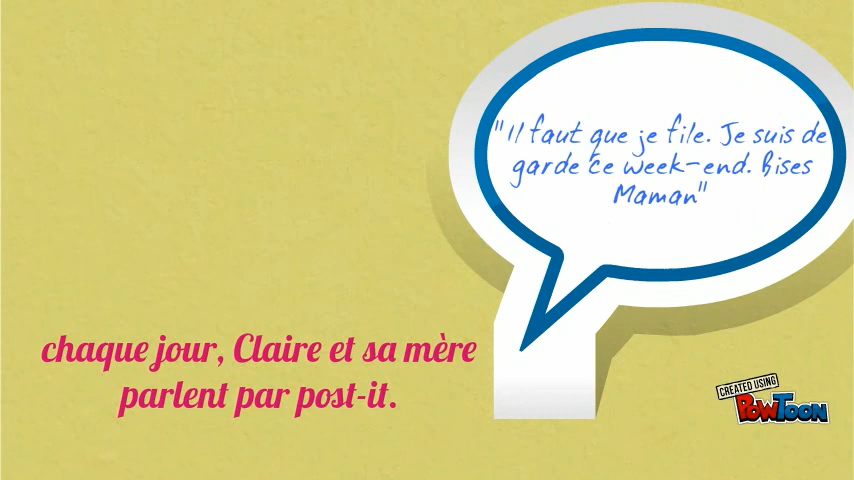 "Il faut que je file. Je suis de
garde ce week-end. Bises
Maman"
chaque jour, Claire et sa mère
parlent par post-it.
CREATED USING
POWTOON